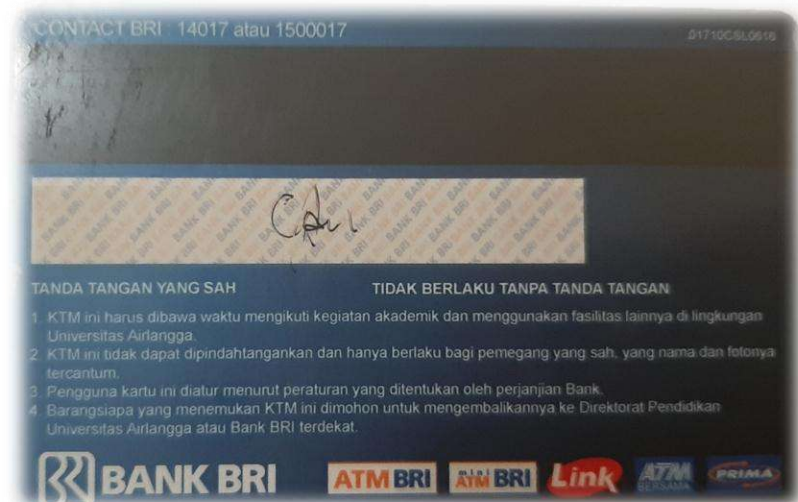 CONTACT BRI : 14017 atau 1500017
01710CSL0616
TANDA TANGAN YANG SAH
TIDAK BERLAKU TANPA TANDA TANGAN
1. KTM ini harus dibawa waktu mengikuti kegiatan akademik dan menggunakan fasilitas lainnya di lingkungan
Universitas Airlangga.
2. KTM ini tidak dapat dipindahtangankan dan hanya berlaku bagi pemegang yang sah, yang nama dan fotonya
tercantum.
3. Pengguna kartu ini diatur menurut peraturan yang ditentukan oleh perjanjian Bank.
4. Barangsiapa yang menemukan KTM ini dimohon untuk mengembalikannya ke Direktorat Pendidikan
Universitas Airlangga atau Bank BRI terdekat.
BANK BRI
ATM BRI
mini ATM BRI
Link
ATM BERSAMA
PRIMA